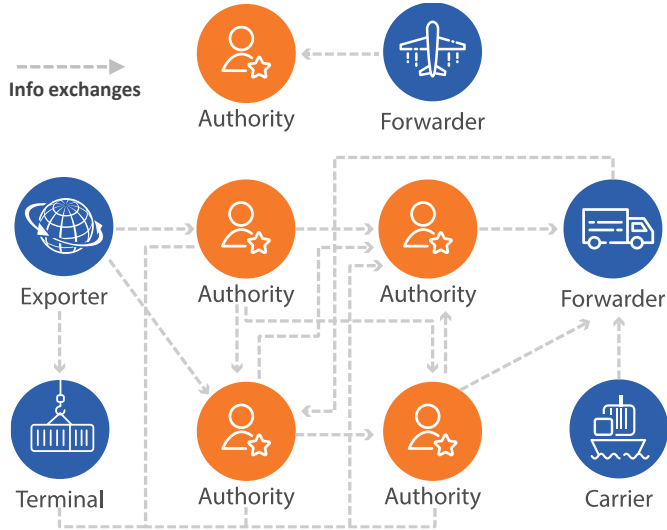 Info exchanges
Authority
Forwarder
Exporter
Authority
Authority
Forwarder
Terminal
Authority
Authority
Carrier